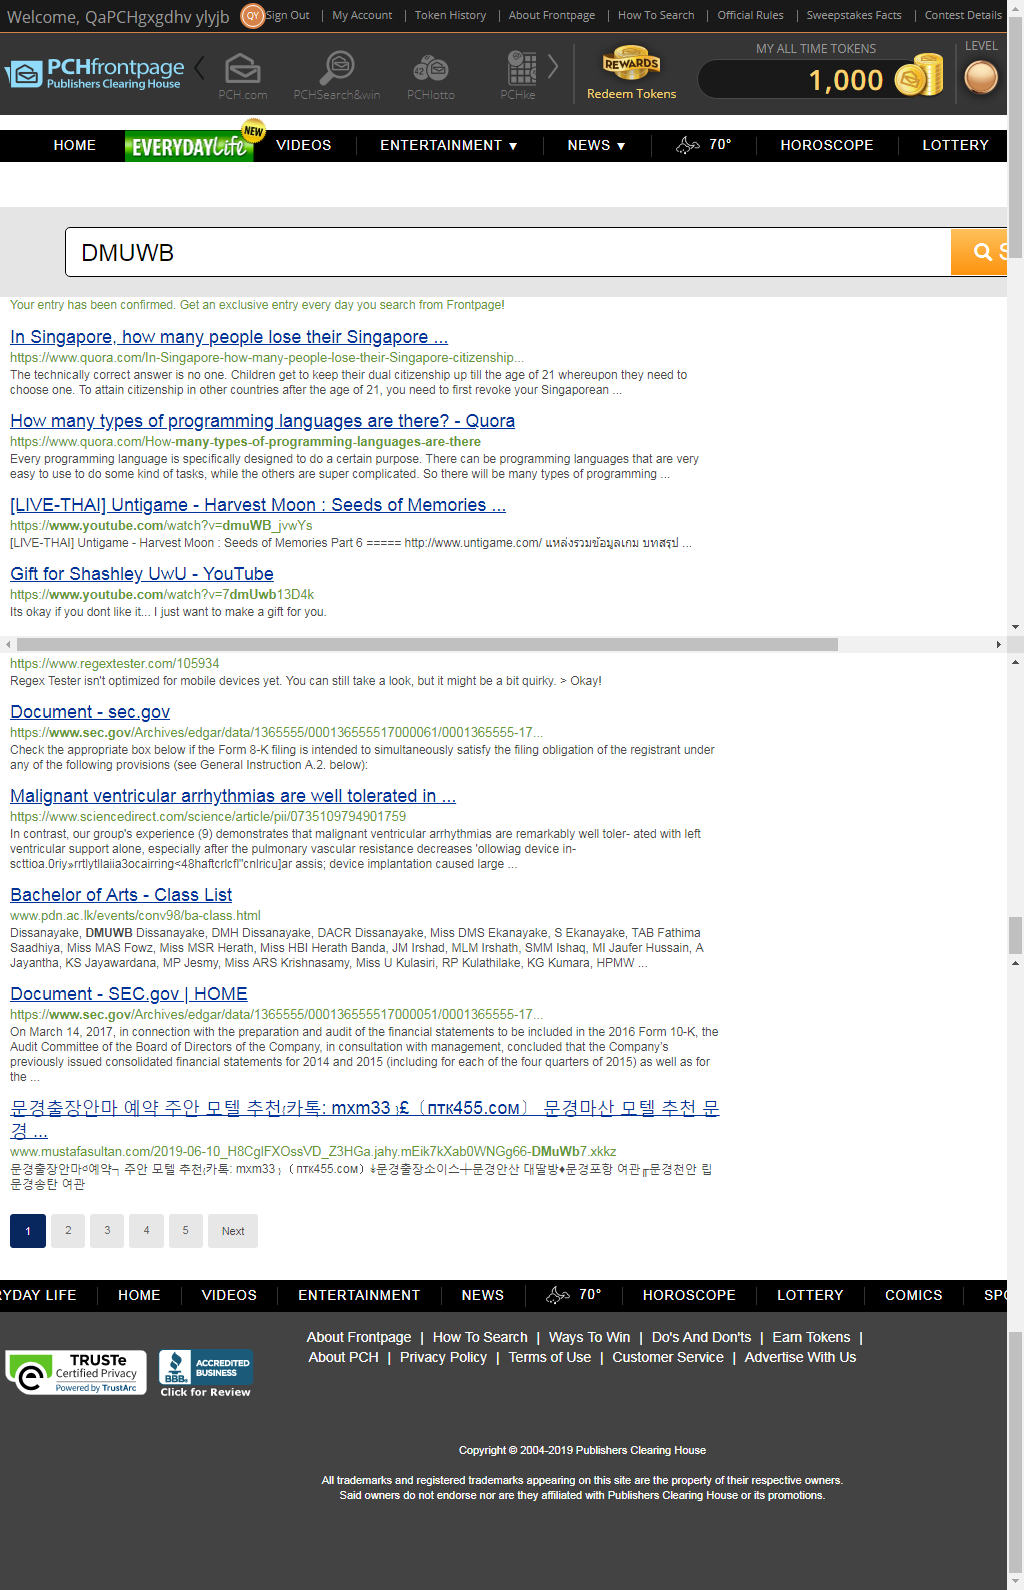 Welcome, QaPCHgxgdhv ylyjb QY Sign Out | My Account | Token History | About Frontpage | How To Search | Official Rules | Sweepstakes Facts | Contest Details
PCHfrontpage
Publishers Clearing House
PCH.com PCHSearch&win PCHlotto PCHke
REWARDS
Redeem Tokens
MY ALL TIME TOKENS
1,000
LEVEL
HOME EVERYDAY Life NEW VIDEOS ENTERTAINMENT ▼ NEWS ▼ 70° HOROSCOPE LOTTERY
DMUWB S
Your entry has been confirmed. Get an exclusive entry every day you search from Frontpage!
In Singapore, how many people lose their Singapore ...
https://www.quora.com/In-Singapore-how-many-people-lose-their-Singapore-citizenship...
The technically correct answer is no one. Children get to keep their dual citizenship up till the age of 21 whereupon they need to
choose one. To attain citizenship in other countries after the age of 21, you need to first revoke your Singaporean ...
How many types of programming languages are there? - Quora
https://www.quora.com/How-many-types-of-programming-languages-are-there
Every programming language is specifically designed to do a certain purpose. There can be programming languages that are very
easy to use to do some kind of tasks, while the others are super complicated. So there will be many types of programming ...
[LIVE-THAI] Untigame - Harvest Moon : Seeds of Memories ...
https://www.youtube.com/watch?v=dmuWB_jvwYs
[LIVE-THAI] Untigame - Harvest Moon : Seeds of Memories Part 6 ===== http://www.untigame.com/ แหล่งรวมข้อมูลเกม บทสรุป ...
Gift for Shashley UwU - YouTube
https://www.youtube.com/watch?v=7dmUwb13D4k
Its okay if you dont like it... I just want to make a gift for you.
https://www.regextester.com/105934
Regex Tester isn't optimized for mobile devices yet. You can still take a look, but it might be a bit quirky. > Okay!
Document - sec.gov
https://www.sec.gov/Archives/edgar/data/1365555/000136555517000061/0001365555-17...
Check the appropriate box below if the Form 8-K filing is intended to simultaneously satisfy the filing obligation of the registrant under
any of the following provisions (see General Instruction A.2. below):
Malignant ventricular arrhythmias are well tolerated in ...
https://www.sciencedirect.com/science/article/pii/0735109794901759
In contrast, our group's experience (9) demonstrates that malignant ventricular arrhythmias are remarkably well toler- ated with left
ventricular support alone, especially after the pulmonary vascular resistance decreases 'ollowiag device in-
scttioa.0riy»rrtlytllaiia3ocairring<48haftcrlcfl"cnlricu]ar assis; device implantation caused large ...
Bachelor of Arts - Class List
www.pdn.ac.lk/events/conv98/ba-class.html
Dissanayake, DMUWB Dissanayake, DMH Dissanayake, DACR Dissanayake, Miss DMS Ekanayake, S Ekanayake, TAB Fathima
Saadhiya, Miss MAS Fowz, Miss MSR Herath, Miss HBI Herath Banda, JM Irshad, MLM Irshath, SMM Ishaq, MI Jaufer Hussain, A
Jayantha, KS Jayawardana, MP Jesmy, Miss ARS Krishnasamy, Miss U Kulasiri, RP Kulathilake, KG Kumara, HPMW ...
Document - SEC.gov | HOME
https://www.sec.gov/Archives/edgar/data/1365555/000136555517000051/0001365555-17...
On March 14, 2017, in connection with the preparation and audit of the financial statements to be included in the 2016 Form 10-K, the
Audit Committee of the Board of Directors of the Company, in consultation with management, concluded that the Company's
previously issued consolidated financial statements for 2014 and 2015 (including for each of the four quarters of 2015) as well as for
the ...
문경출장안마 예약 주안 모텔 추천{카톡: mxm33 }£〔птк455.сом〕 문경마산 모텔 추천 문
경 ...
www.mustafasultan.com/2019-06-10_H8CglFXOssVD_Z3HGa.jahy.mEik7kXab0WNGg66-DMuWb7.xkkz
문경출장안마예약┓주안 모텔 추천{카톡: mxm33 }（птк455.сом）문경출장소이스┼문경안산 대딸방♦문경포항 여관╓문경천안 립
문경송탄 여관
1 2 3 4 5 Next
RYDAY LIFE HOME VIDEOS ENTERTAINMENT NEWS 70° HOROSCOPE LOTTERY COMICS SPO
About Frontpage | How To Search | Ways To Win | Do's And Don'ts | Earn Tokens |
About PCH | Privacy Policy | Terms of Use | Customer Service | Advertise With Us
TRUSTe
Certified Privacy
Powered by TrustArc
BBB. ACCREDITED BUSINESS
Click for Review
Copyright © 2004-2019 Publishers Clearing House
All trademarks and registered trademarks appearing on this site are the property of their respective owners.
Said owners do not endorse nor are they affiliated with Publishers Clearing House or its promotions.